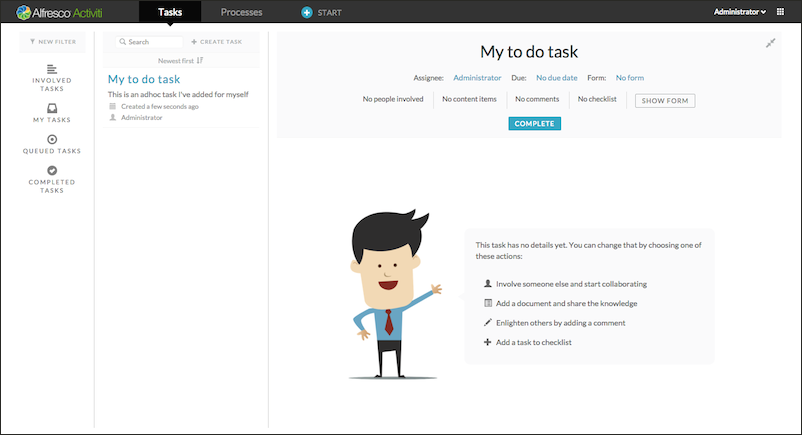 Alfresco Activiti
Tasks
Processes
START
Administrator
NEW FILTER
INVOLVED
TASKS
MY TASKS
QUEUED TASKS
COMPLETED
TASKS
Search
CREATE TASK
Newest first
My to do task
This is an adhoc task I've added for myself
Created a few seconds ago
Administrator
My to do task
Assignee: Administrator Due: No due date Form: No form
No people involved No content items No comments No checklist SHOW FORM
COMPLETE
This task has no details yet. You can change that by choosing one of
these actions:
Involve someone else and start collaborating
Add a document and share the knowledge
Enlighten others by adding a comment
Add a task to checklist